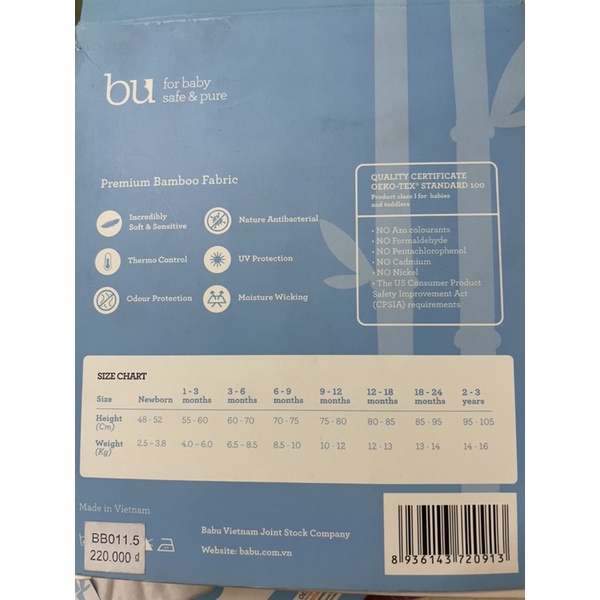 bu for baby
safe & pure
Premium Bamboo Fabric
Incredibly
Soft & Sensitive
Nature Antibacterial
Thermo Control
UV Protection
Odour Protection
Moisture Wicking
QUALITY CERTIFICATE
OEKO-TEX® STANDARD 100
Product class I for babies
and toddlers
• NO Azo colourants
• NO Formaldehyde
• NO Pentachlorophenol
• NO Cadmium
• NO Nickel
• The US Consumer Product
Safety Improvement Act
(CPSIA) requirements
SIZE CHART
Size Newborn 1 - 3 months 3 - 6 months 6 - 9 months 9 - 12 months 12 - 18 months 18 - 24 months 2 - 3 years
Height (Cm) 48 - 52 55 - 60 60 - 70 70 - 75 75 - 80 80 - 85 85 - 95 95 - 105
Weight (Kg) 2.5 - 3.8 4.0 - 6.0 6.5 - 8.5 8.5 - 10 10 - 12 12 - 13 13 - 14 14 - 16
Made in Vietnam
BB011.5
220.000 đ
Babu Vietnam Joint Stock Company
Website: babu.com.vn
8 936143 720913